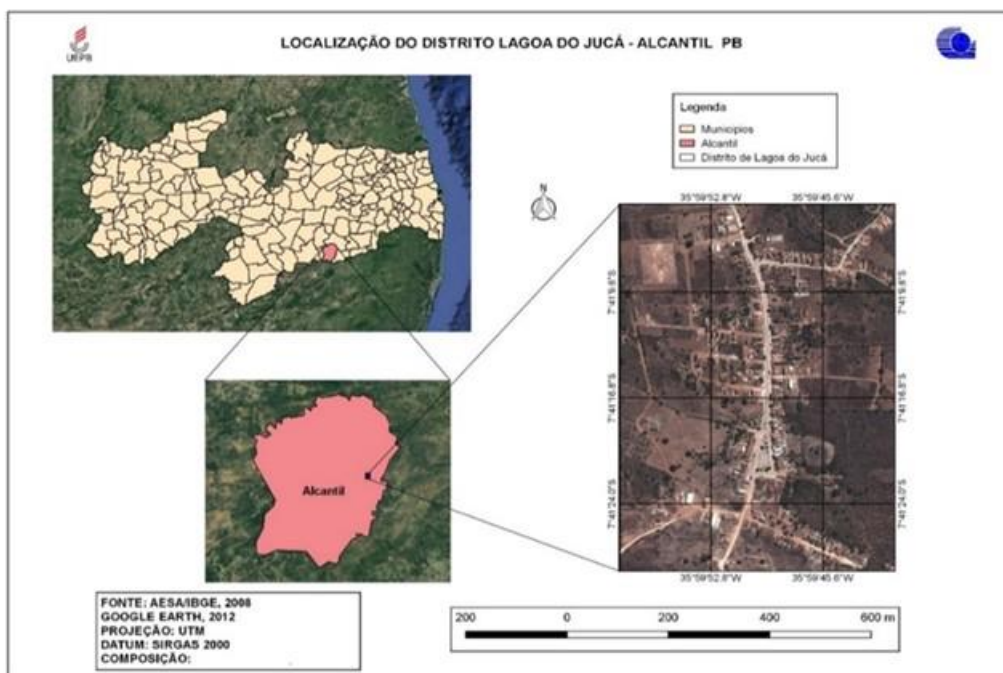 UEPB
LOCALIZAÇÃO DO DISTRITO LAGOA DO JUCÁ - ALCANTIL PB
Legenda
Municípios
Alcantil
Distrito de Lagoa do Jucá
N
35°59'52.8"W 35°59'45.6"W
7°41'9.6"S 7°41'9.6"S
7°41'16.8"S 7°41'16.8"S
7°41'24.0"S 7°41'24.0"S
35°59'52.8"W 35°59'45.6"W
Alcantil
FONTE: AESA/IBGE, 2008
GOOGLE EARTH, 2012
PROJEÇÃO: UTM
DATUM: SIRGAS 2000
COMPOSIÇÃO:
200 0 200 400 600 m